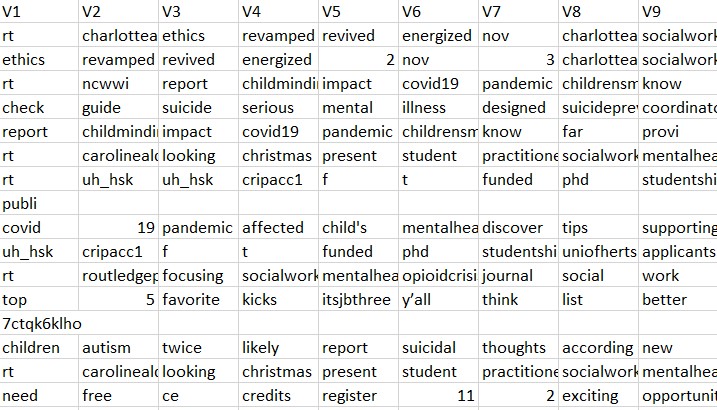 V1 V2 V3 V4 V5 V6 V7 V8 V9
rt charlottea ethics revamped revived energized nov charlottea socialwork
ethics revamped revived energized 2 nov 3 charlottea socialwork
rt ncwwi report childmindi impact covid19 pandemic childrensm know
check guide suicide serious mental illness designed suicideprev coordinato
report childmindi impact covid19 pandemic childrensm know far provi
rt carolineald looking christmas present student practitione socialwork mentalhea
rt uh_hsk uh_hsk cripacc1 f t funded phd studentshi
publi
covid 19 pandemic affected child's mentalhea discover tips supporting
uh_hsk cripacc1 f t funded phd studentshi uniofherts applicants
rt routledgep focusing socialwork mentalhea opioidcrisi journal social work
top 5 favorite kicks itsjbthree y’all think list better
7ctqk6klho
children autism twice likely report suicidal thoughts according new
rt carolineald looking christmas present student practitione socialwork mentalhea
need free ce credits register 11 2 exciting opportuni